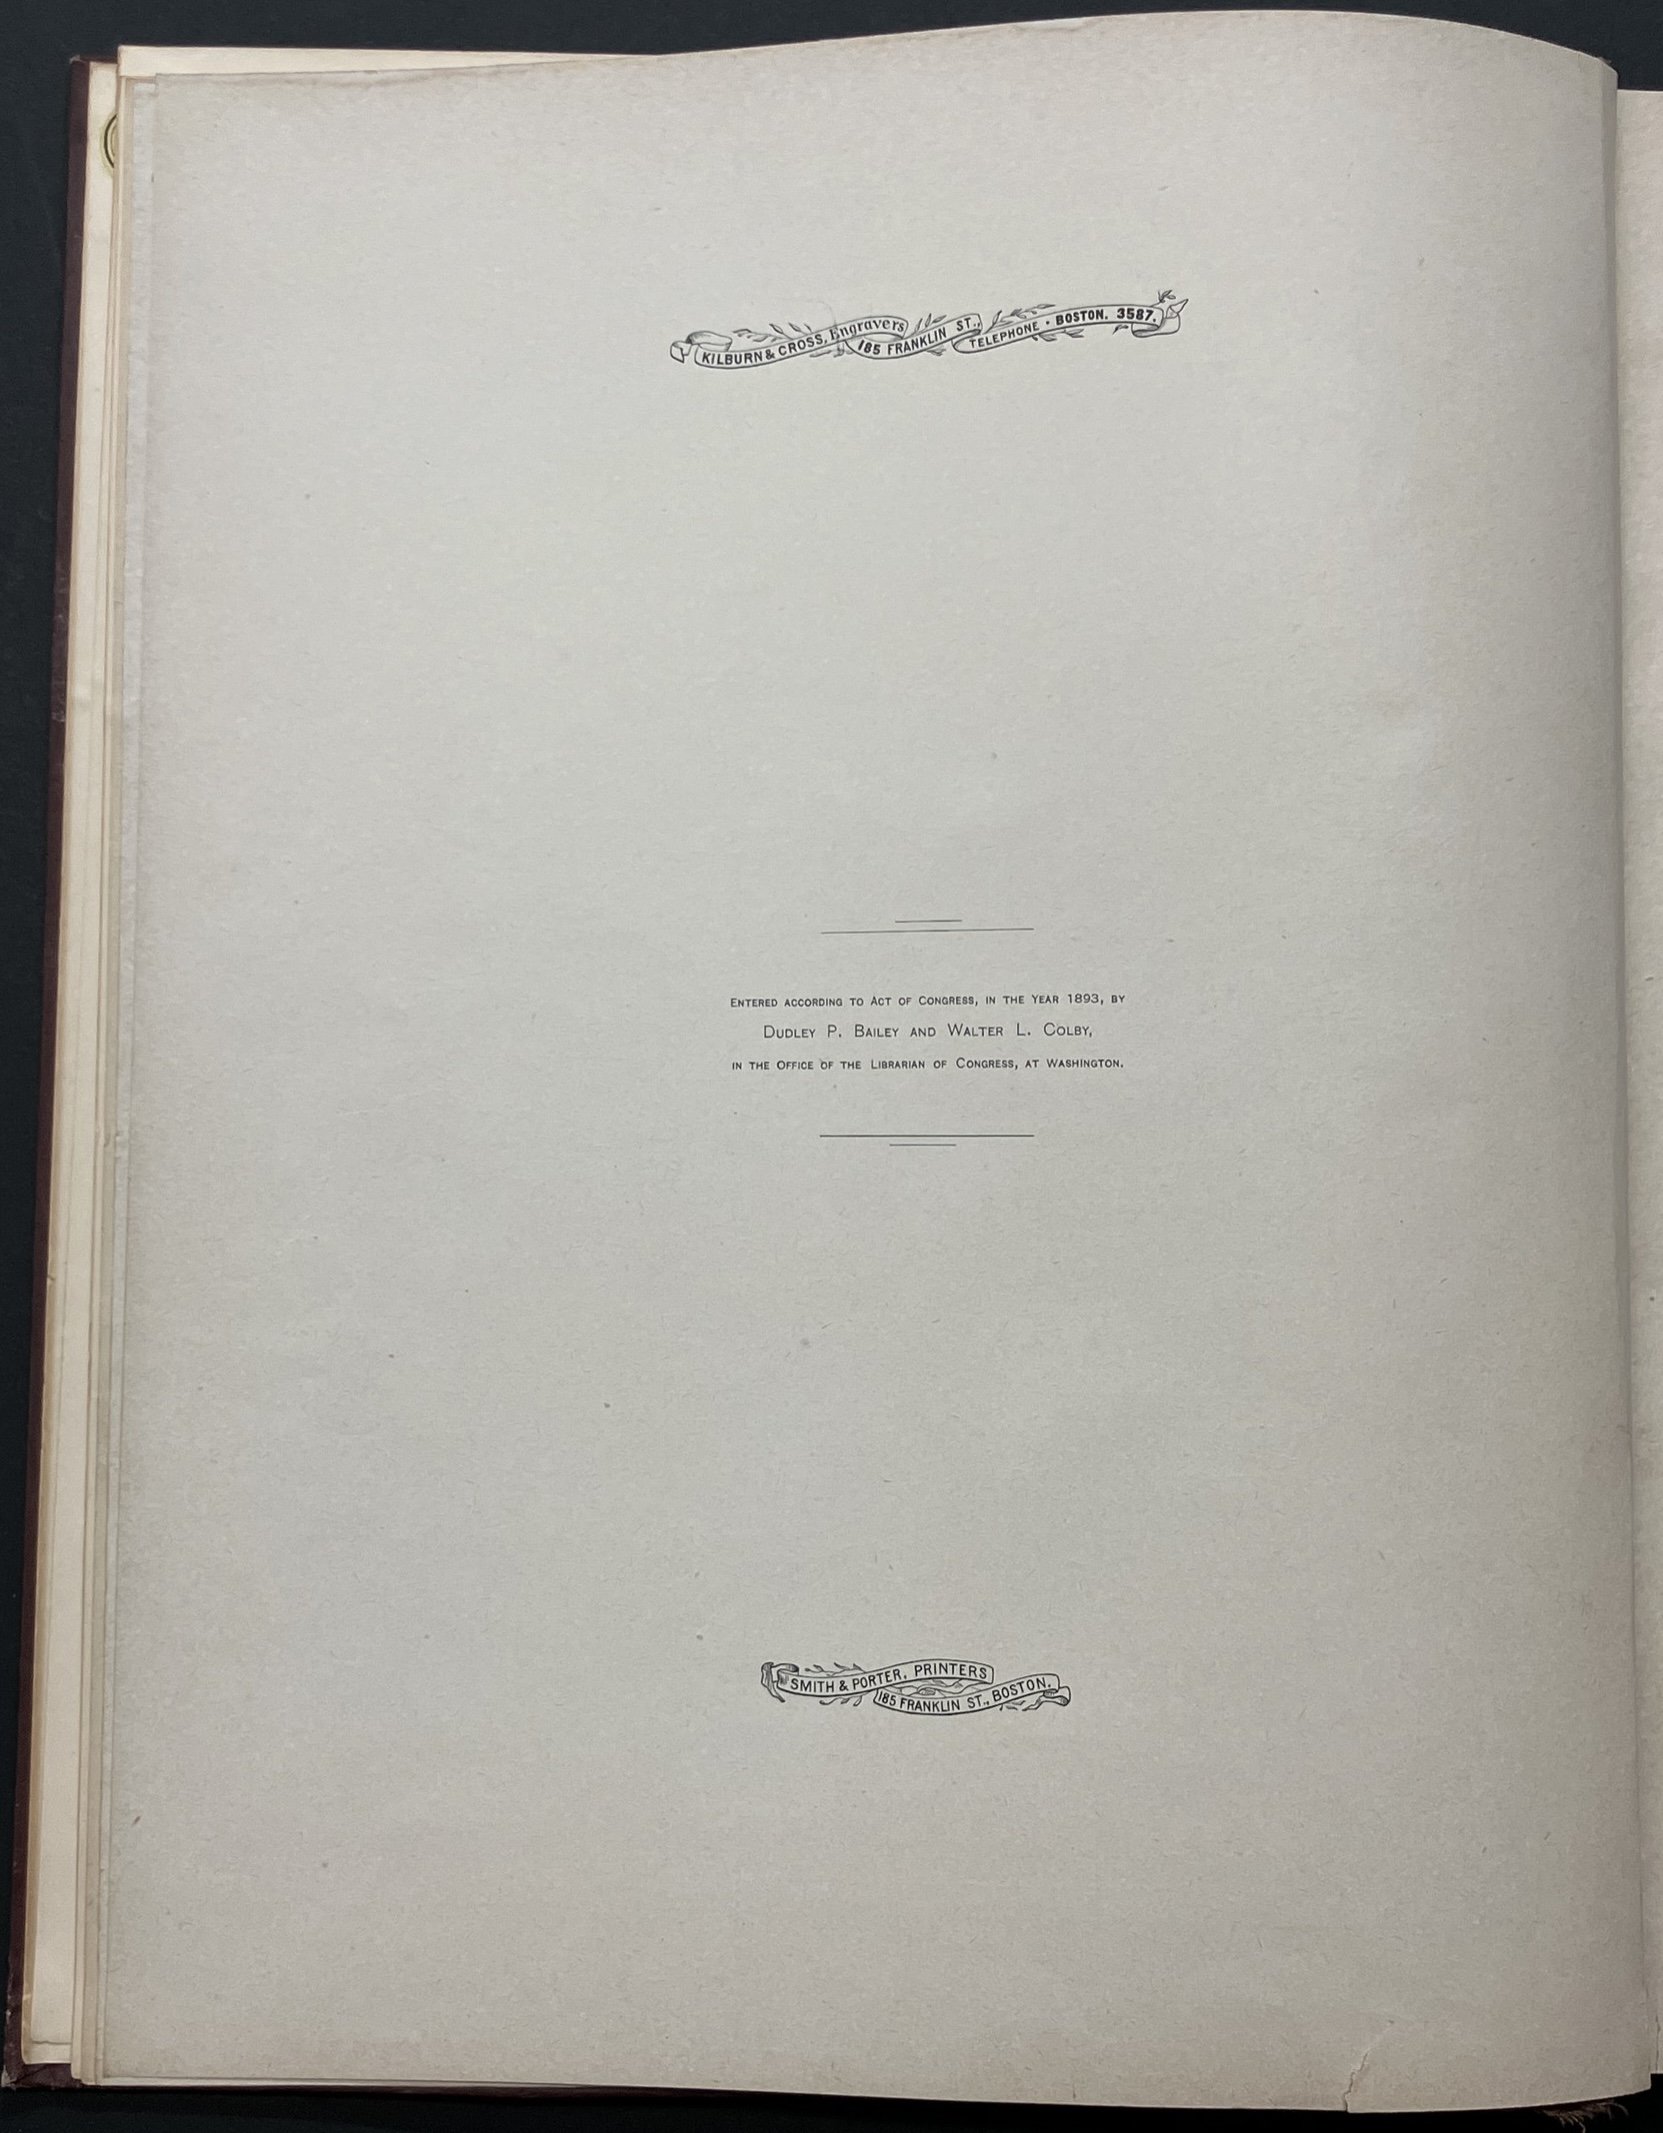 KILBURN & CROSS, Engravers
185 FRANKLIN ST.,
TELEPHONE · BOSTON. 3587.
ENTERED ACCORDING TO ACT OF CONGRESS, IN THE YEAR 1893, BY
DUDLEY P. BAILEY AND WALTER L. COLBY,
IN THE OFFICE OF THE LIBRARIAN OF CONGRESS, AT WASHINGTON.
SMITH & PORTER, PRINTERS
185 FRANKLIN ST., BOSTON.